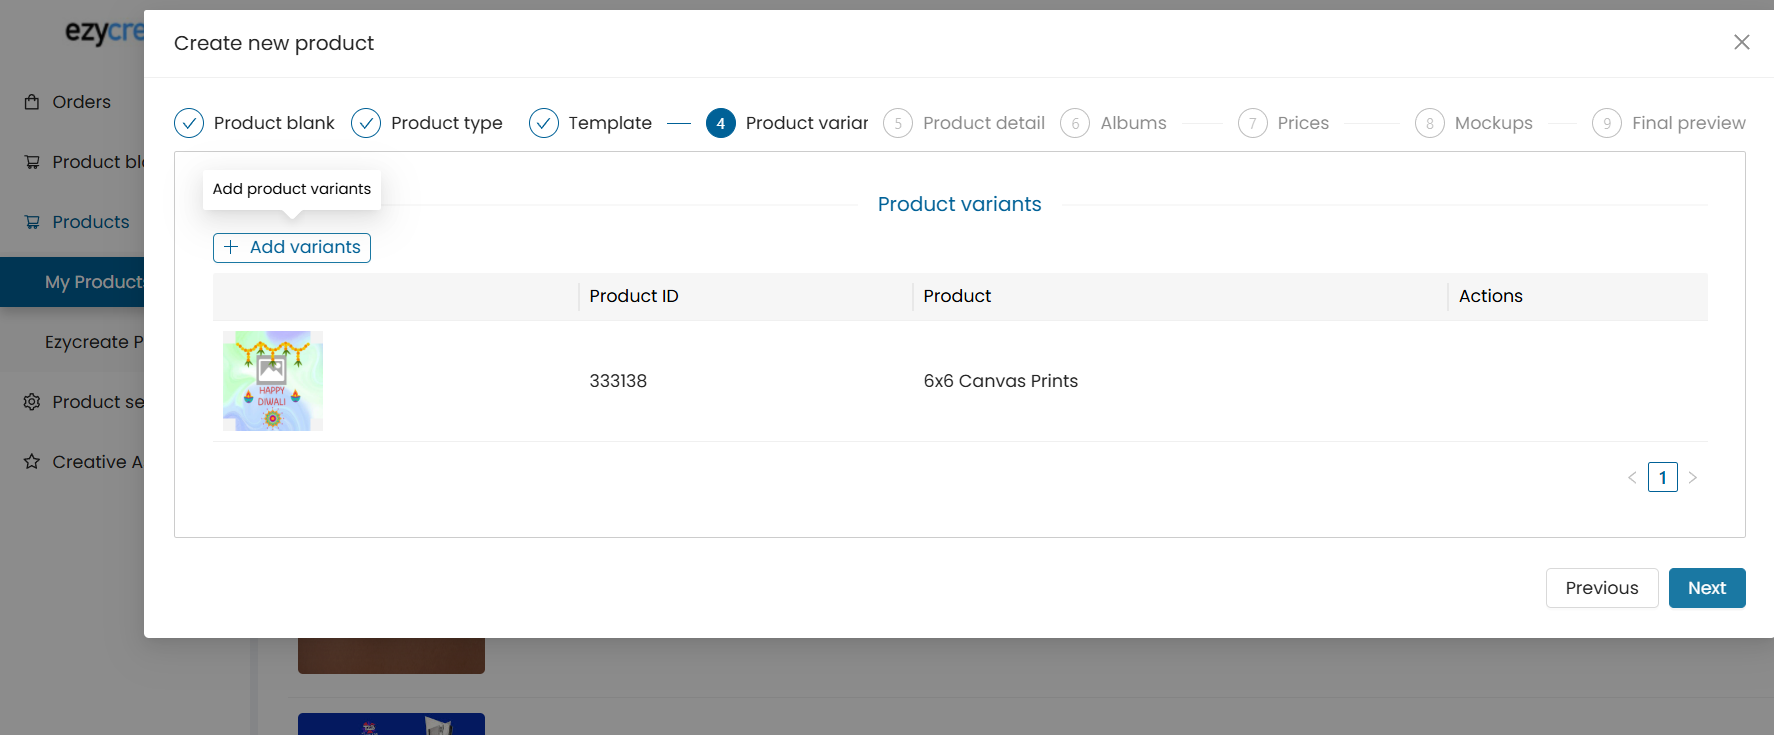 ezycre
Create new product
Orders
Product blank
Product type
Template
4
Product variar
5
Product detail
6
Albums
7
Prices
8
Mockups
9
Final preview
Product bl
Add product variants
Products
Product variants
Add variants
My Products
Product ID
Product
Actions
Ezycreate P
HAPPY
DIWALI
333138
6x6 Canvas Prints
Product se
Creative A
1
Previous
Next